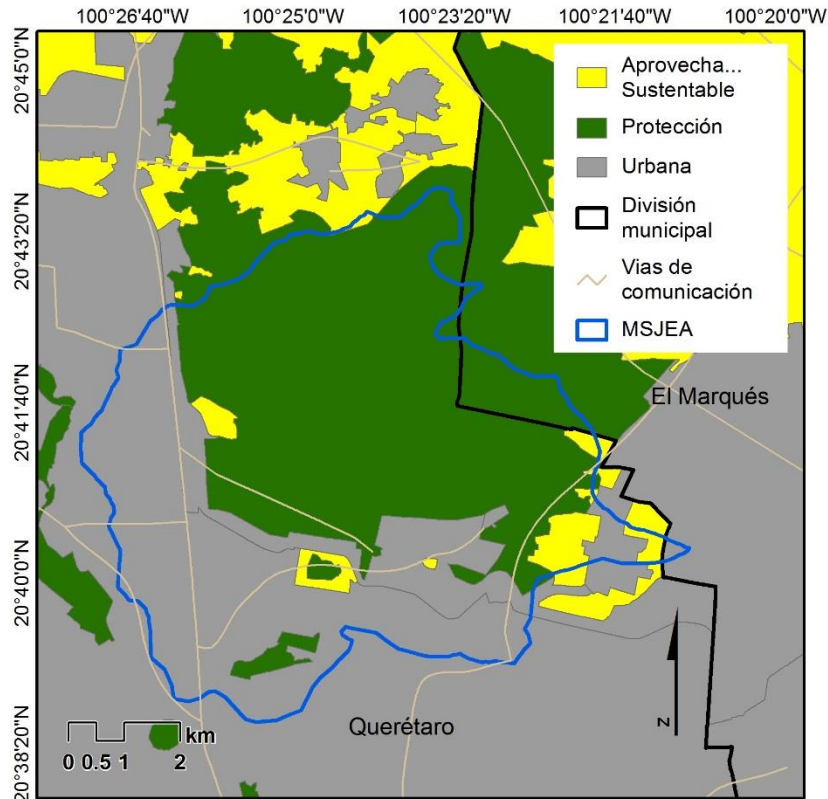 100°26'40"W 100°25'0"W 100°23'20"W 100°21'40"W 100°20'0"W
20°45'0"N
20°43'20"N
20°41'40"N
20°40'0"N
20°38'20"N
Aprovecha...
Sustentable
Protección
Urbana
División
municipal
Vias de
comunicación
MSJEA
El Marqués
Querétaro
km
0 0.5 1 2
z